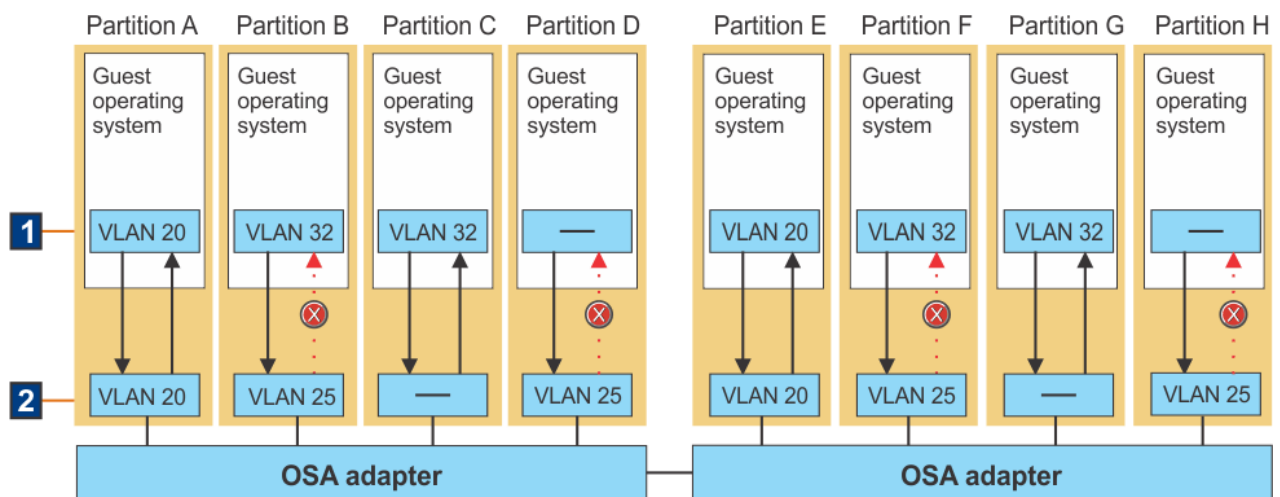 Partition A Partition B Partition C Partition D Partition E Partition F Partition G Partition H
Guest Guest Guest Guest Guest Guest Guest Guest
operating operating operating operating operating operating operating operating
system system system system system system system system
1 VLAN 20 VLAN 32 VLAN 32 — VLAN 20 VLAN 32 VLAN 32 —
X X X X
2 VLAN 20 VLAN 25 — VLAN 25 VLAN 20 VLAN 25 — VLAN 25
OSA adapter OSA adapter